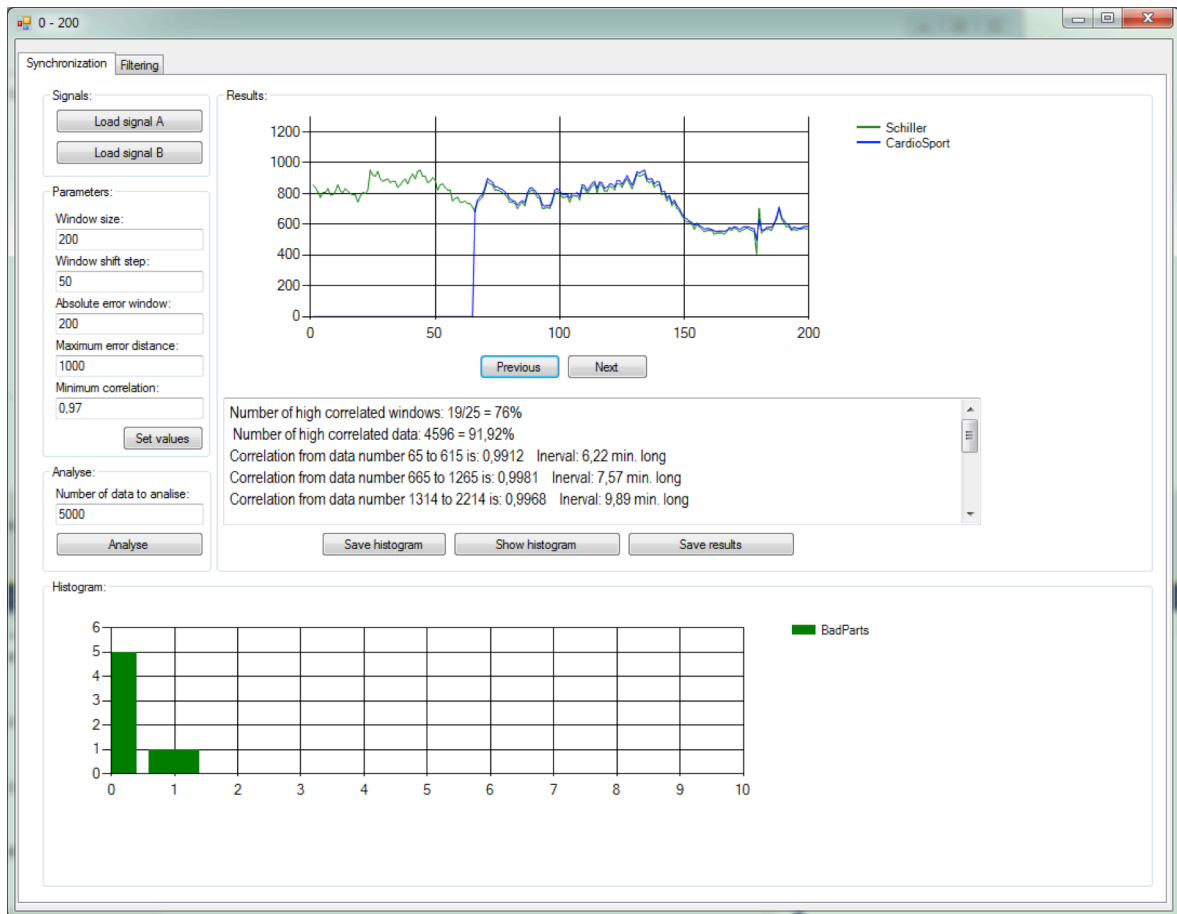 0 - 200
Synchronization
Filtering
Signals:
Load signal A
Load signal B
Parameters:
Window size:
200
Window shift step:
50
Absolute error window:
200
Maximum error distance:
1000
Minimum correlation:
0,97
Set values
Analyse:
Number of data to analise:
5000
Analyse
Results:
1200
1000
800
600
400
200
0
0 50 100 150 200
Schiller
CardioSport
Previous
Next
Number of high correlated windows: 19/25 = 76%
Number of high correlated data: 4596 = 91,92%
Correlation from data number 65 to 615 is: 0,9912 Inerval: 6,22 min. long
Correlation from data number 665 to 1265 is: 0,9981 Inerval: 7,57 min. long
Correlation from data number 1314 to 2214 is: 0,9968 Inerval: 9,89 min. long
Save histogram
Show histogram
Save results
Histogram:
6
5
4
3
2
1
0
0 1 2 3 4 5 6 7 8 9 10
BadParts